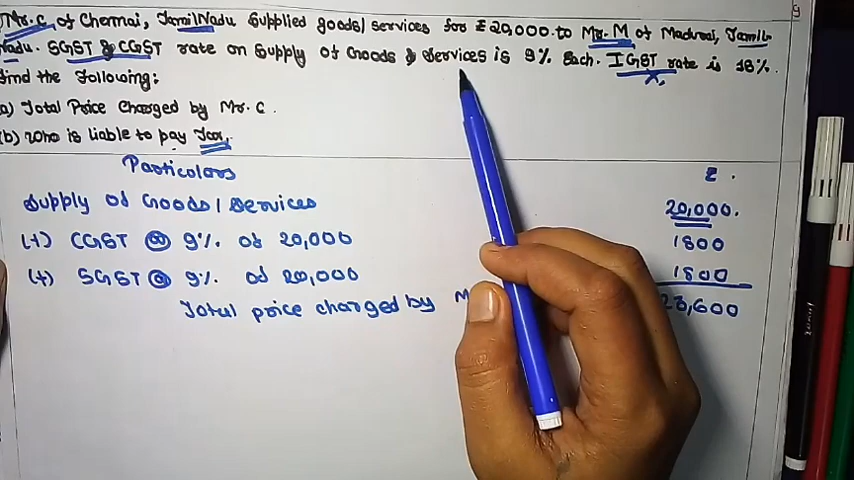 Mr. C of Chennai, TamilNadu Supplied goods/services for ₹20,000 to Mr. M of Madurai, Tamil-
Nadu. SGST & CGST rate on Supply of Goods & Services is 9% Each. IGST rate is 18%.
Find the Following:
a) Total Price Charged by Mr. C.
(b) Who is liable to pay Tax.
Particulars ₹.
Supply of Goods/Services 20,000.
(+) CGST @ 9% of 20,000 1800
(+) SGST @ 9% of 20,000 1800
Total price charged by M 23,600